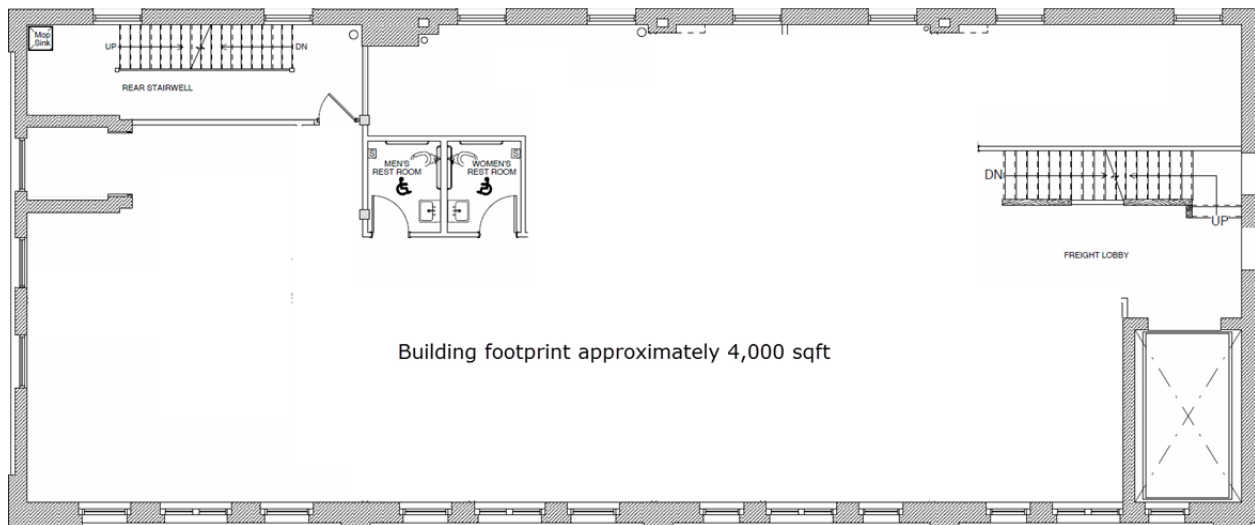 Mop
Sink
UP
DN
REAR STAIRWELL
S
MEN'S
REST ROOM
WOMEN'S
REST ROOM
S
DN
UP
FREIGHT LOBBY
Building footprint approximately 4,000 sqft